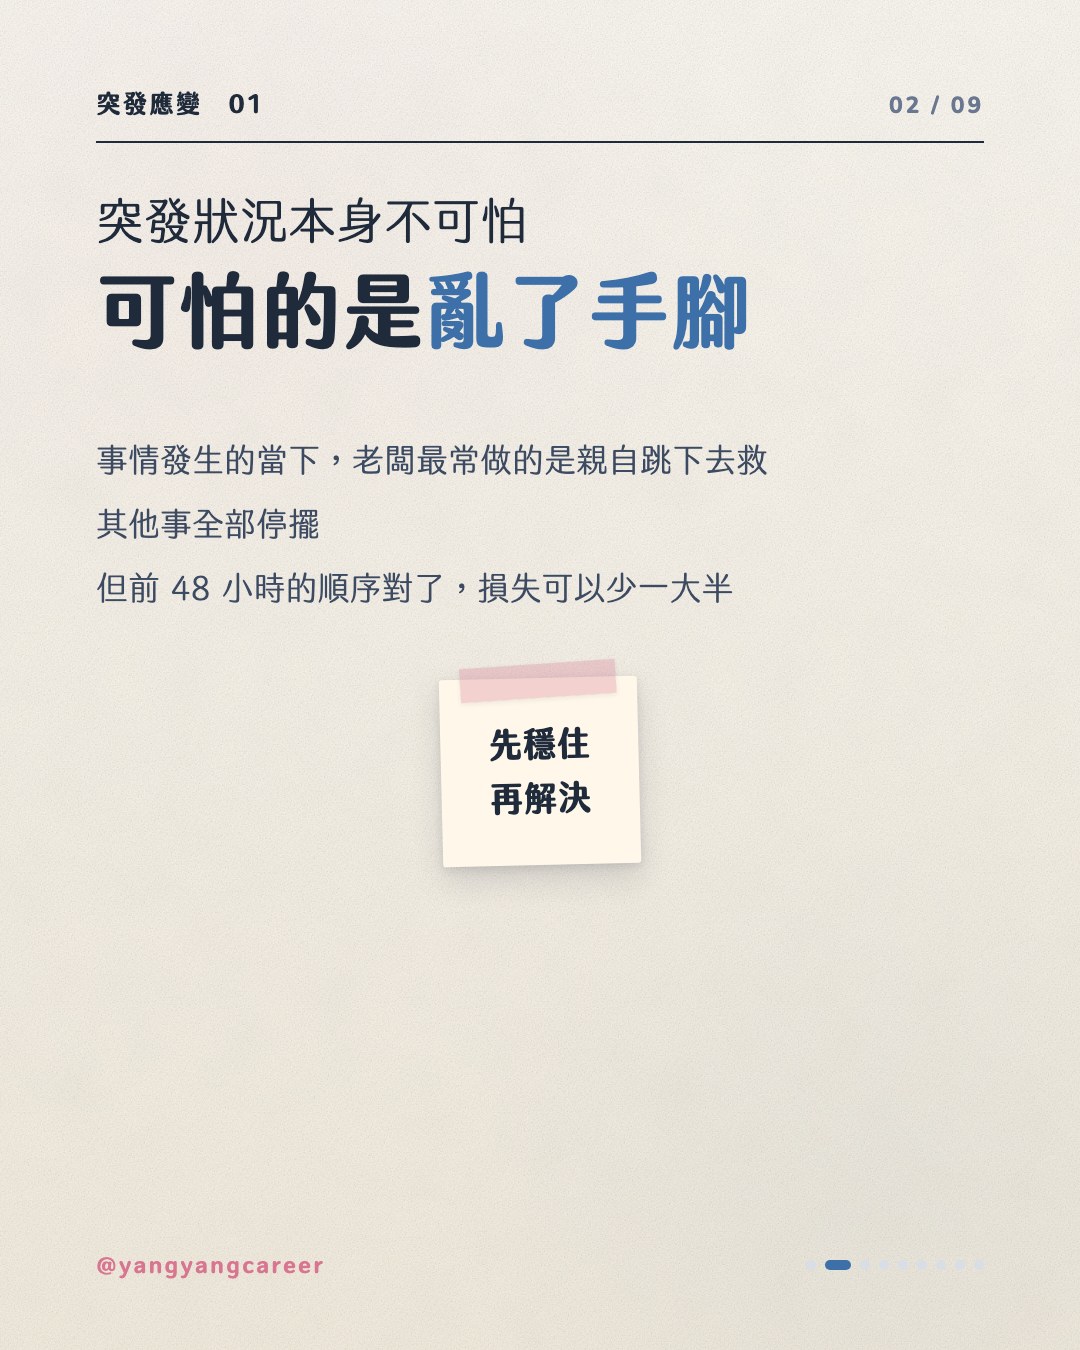 突發應變 01
02 / 09
突發狀況本身不可怕
可怕的是亂了手腳
事情發生的當下，老闆最常做的是親自跳下去救
其他事全部停擺
但前 48 小時的順序對了，損失可以少一大半
先穩住
再解決
@yangyangcareer